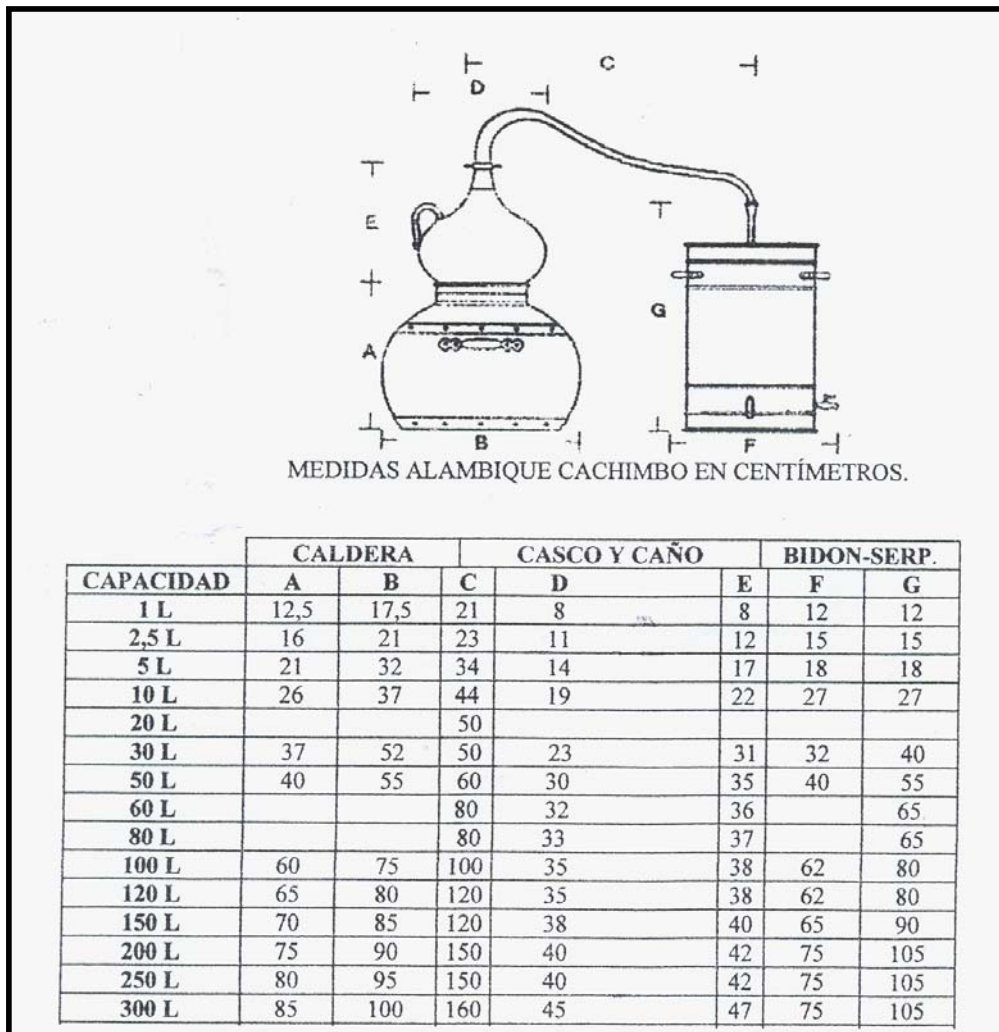 C
D
E
G
A
B
F
MEDIDAS ALAMBIQUE CACHIMBO EN CENTÍMETROS.
CALDERA CASCO Y CAÑO BIDON-SERP.
CAPACIDAD A B C D E F G
1 L 12,5 17,5 21 8 8 12 12
2,5 L 16 21 23 11 12 15 15
5 L 21 32 34 14 17 18 18
10 L 26 37 44 19 22 27 27
20 L 50
30 L 37 52 50 23 31 32 40
50 L 40 55 60 30 35 40 55
60 L 80 32 36 65
80 L 80 33 37 65
100 L 60 75 100 35 38 62 80
120 L 65 80 120 35 38 62 80
150 L 70 85 120 38 40 65 90
200 L 75 90 150 40 42 75 105
250 L 80 95 150 40 42 75 105
300 L 85 100 160 45 47 75 105